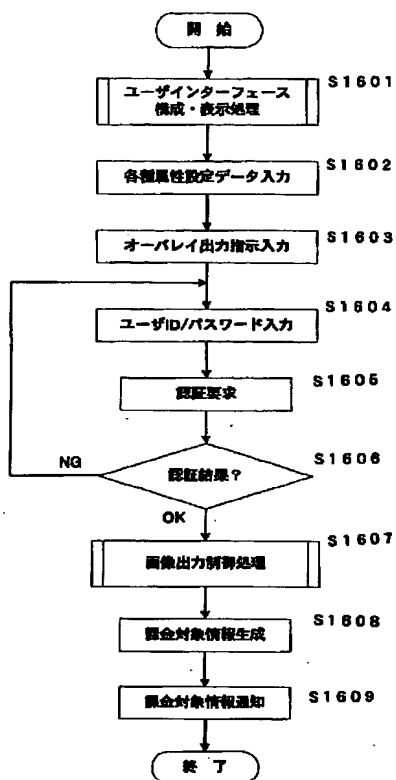 開 始
ユーザインターフェース
構成・表示処理
S1601
各種属性設定データ入力
S1602
オーバレイ出力指示入力
S1603
ユーザID/パスワード入力
S1604
認証要求
S1605
認証結果?
S1606
NG
OK
画像出力制御処理
S1607
課金対象情報生成
S1608
課金対象情報通知
S1609
終 了